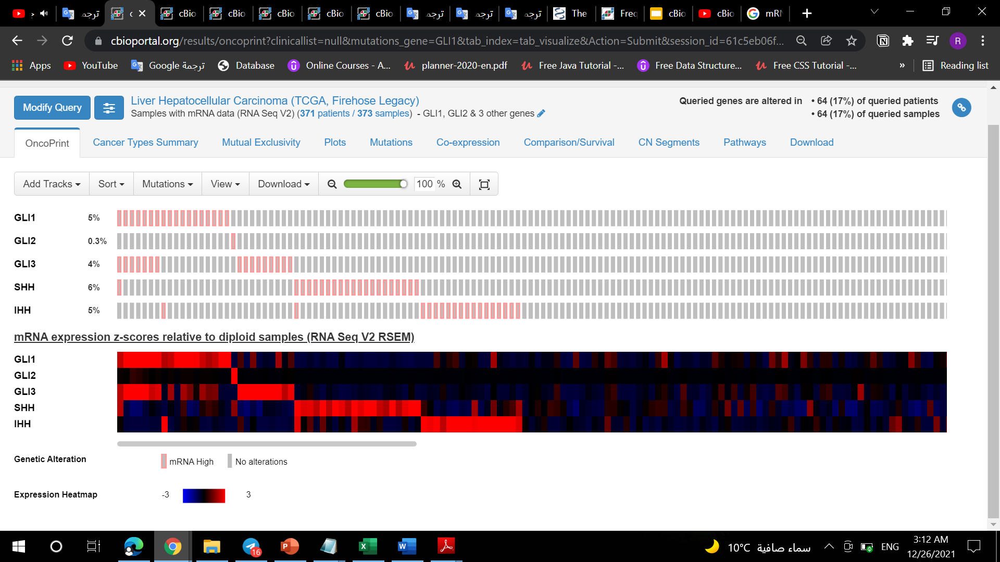 ترجم
c
cBio
cBio
cBio
cBio
cBio
ترجم
ترجم
ترجم
The
Freq
cBio
cBio
mRN
cbioportal.org/results/oncoprint?clinicallist=null&mutations_gene=GLI1&tab_index=tab_visualize&Action=Submit&session_id=61c5eb06f...
R
Apps
YouTube
ترجمة Google
Database
Online Courses - A...
planner-2020-en.pdf
Free Java Tutorial -...
Free Data Structure...
Free CSS Tutorial -...
»
Reading list
Modify Query
Liver Hepatocellular Carcinoma (TCGA, Firehose Legacy)
Samples with mRNA data (RNA Seq V2) (371 patients / 373 samples) - GLI1, GLI2 & 3 other genes
Queried genes are altered in
• 64 (17%) of queried patients
• 64 (17%) of queried samples
OncoPrint
Cancer Types Summary
Mutual Exclusivity
Plots
Mutations
Co-expression
Comparison/Survival
CN Segments
Pathways
Download
Add Tracks
Sort
Mutations
View
Download
100 %
GLI1 5%
GLI2 0.3%
GLI3 4%
SHH 6%
IHH 5%
mRNA expression z-scores relative to diploid samples (RNA Seq V2 RSEM)
GLI1
GLI2
GLI3
SHH
IHH
Genetic Alteration
mRNA High
No alterations
Expression Heatmap
-3
3
16
10°C سماء صافية
ENG
3:12 AM
12/26/2021